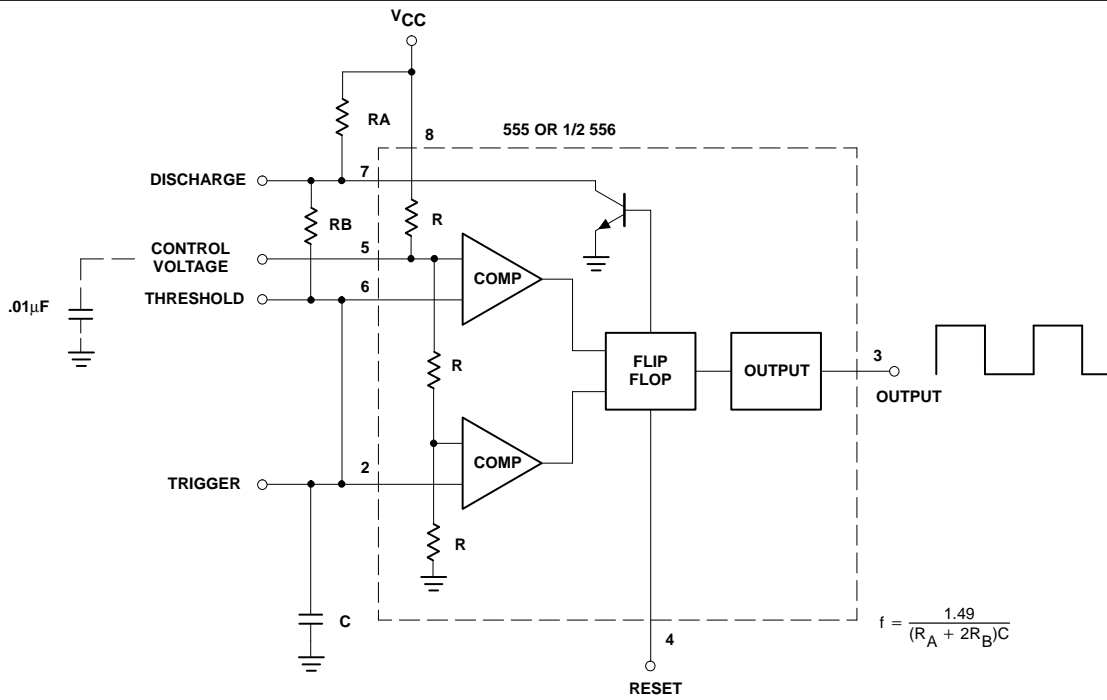 VCC
RA
8
555 OR 1/2 556
DISCHARGE
7
RB
R
CONTROL
VOLTAGE
5
COMP
THRESHOLD
6
.01μF
R
FLIP
FLOP
OUTPUT
3
OUTPUT
COMP
TRIGGER
2
R
C
f = 1.49
(RA + 2RB)C
4
RESET